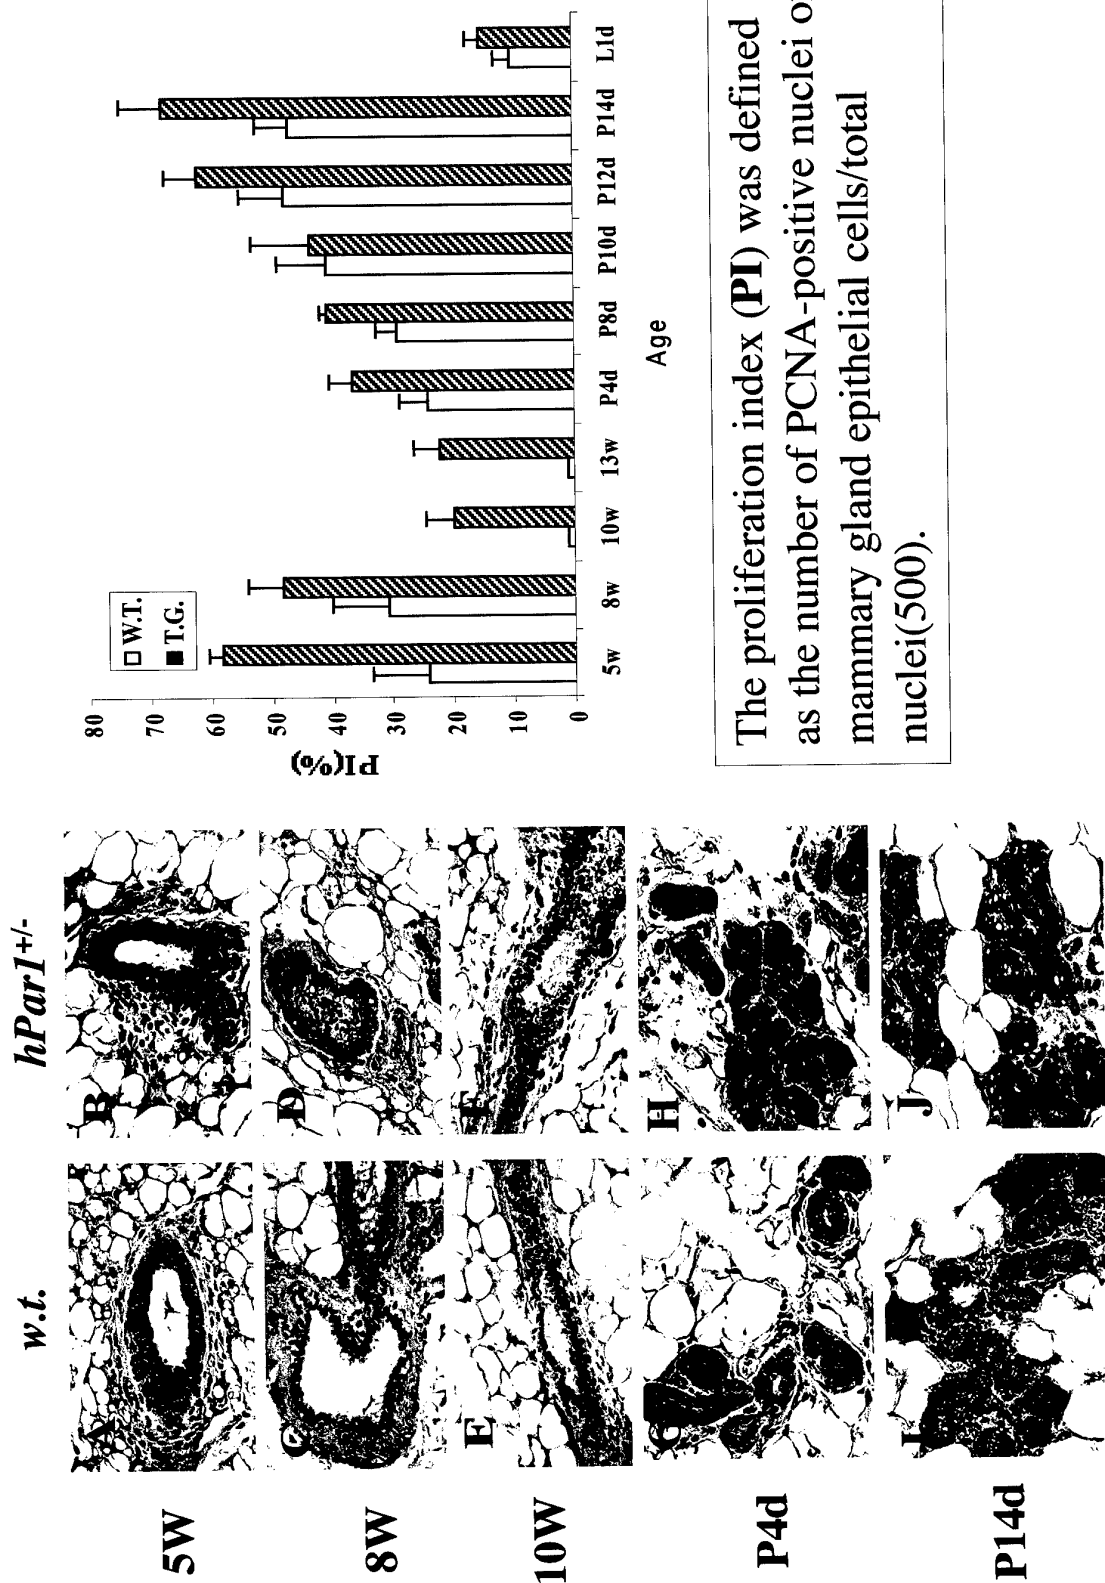 w.t.
hPar1+/-
5W
A
B
8W
C
D
10W
E
F
P4d
G
H
P14d
I
J
W.T.
T.G.
PI(%)
80
70
60
50
40
30
20
10
0
5w 8w 10w 13w P4d P8d P10d P12d P14d L1d
Age
The proliferation index (PI) was defined
as the number of PCNA-positive nuclei of
mammary gland epithelial cells/total
nuclei(500).